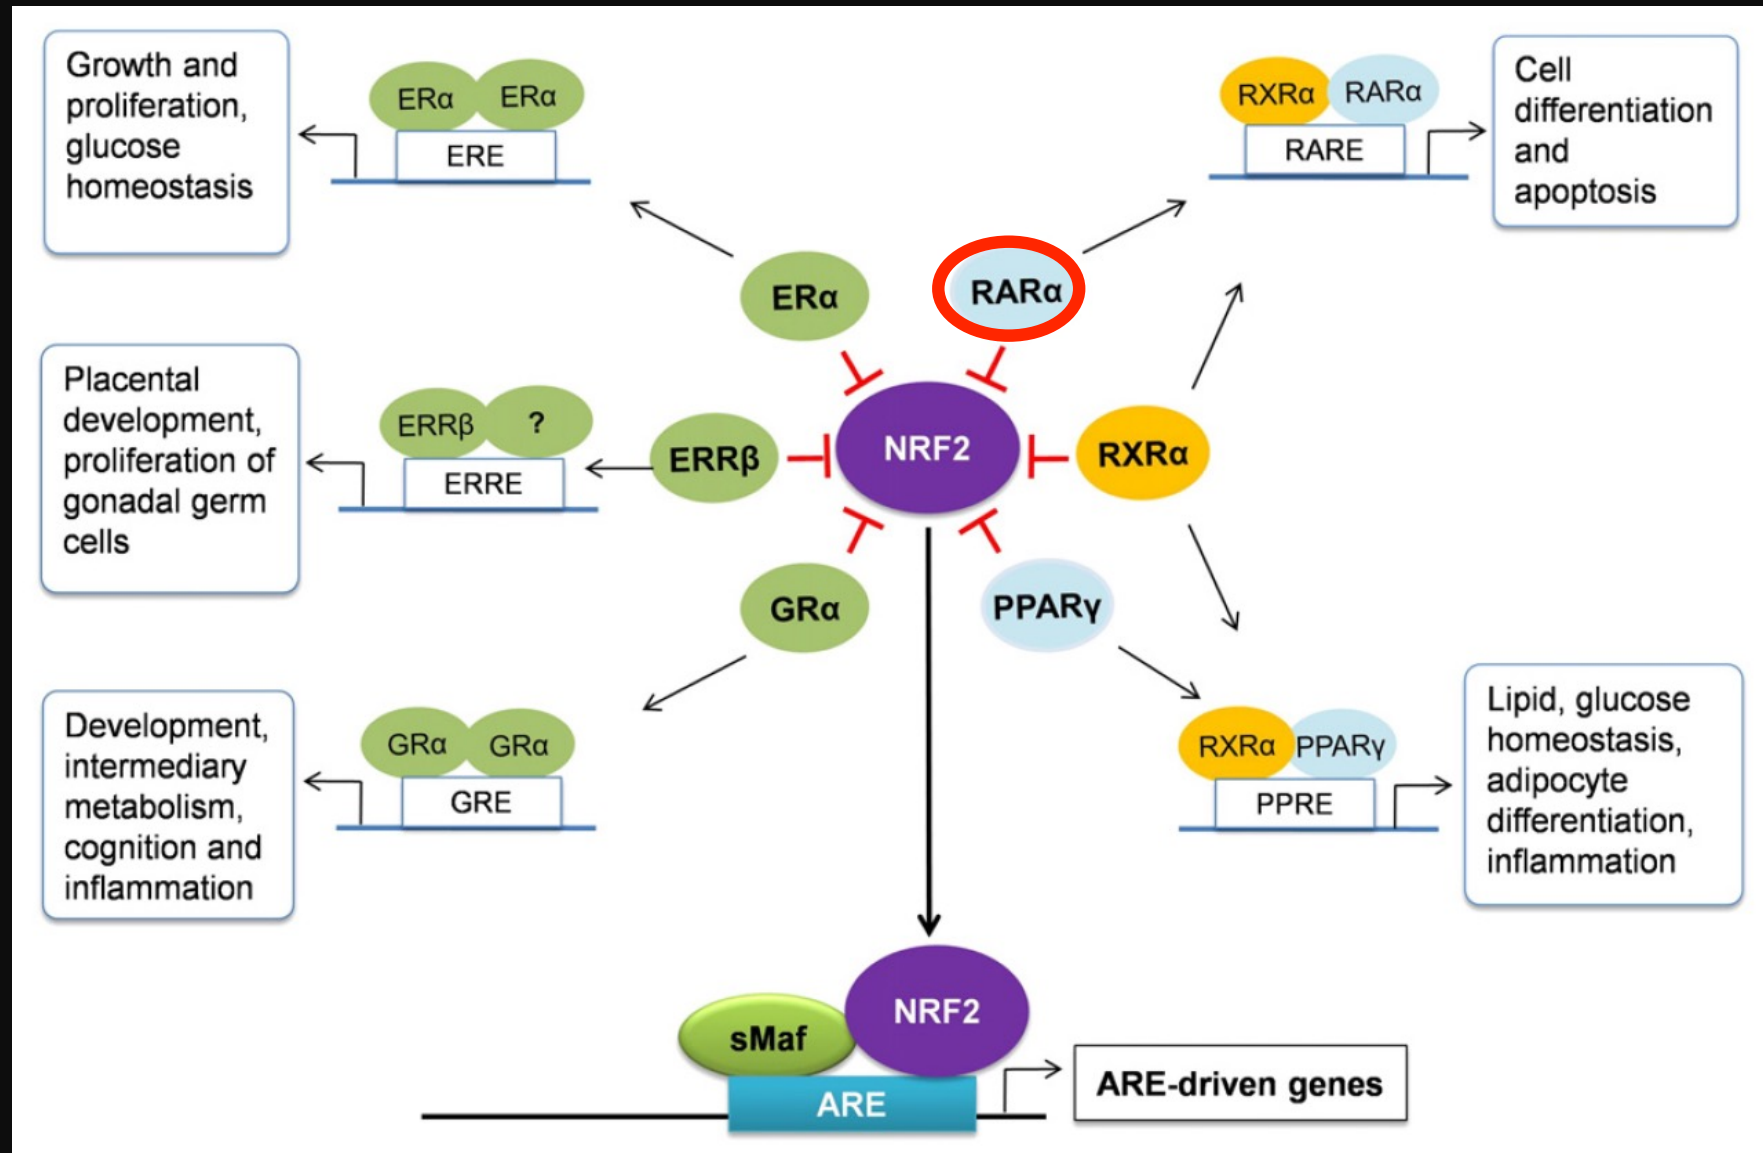 Growth and
proliferation,
glucose
homeostasis
ERα
ERα
ERE
RXRα
RARα
RARE
Cell
differentiation
and
apoptosis
ERα
RARα
Placental
development,
proliferation of
gonadal germ
cells
ERRβ
?
ERRE
ERRβ
NRF2
RXRα
GRα
PPARγ
Development,
intermediary
metabolism,
cognition and
inflammation
GRα
GRα
GRE
RXRα
PPARγ
PPRE
Lipid, glucose
homeostasis,
adipocyte
differentiation,
inflammation
sMaf
NRF2
ARE
ARE-driven genes